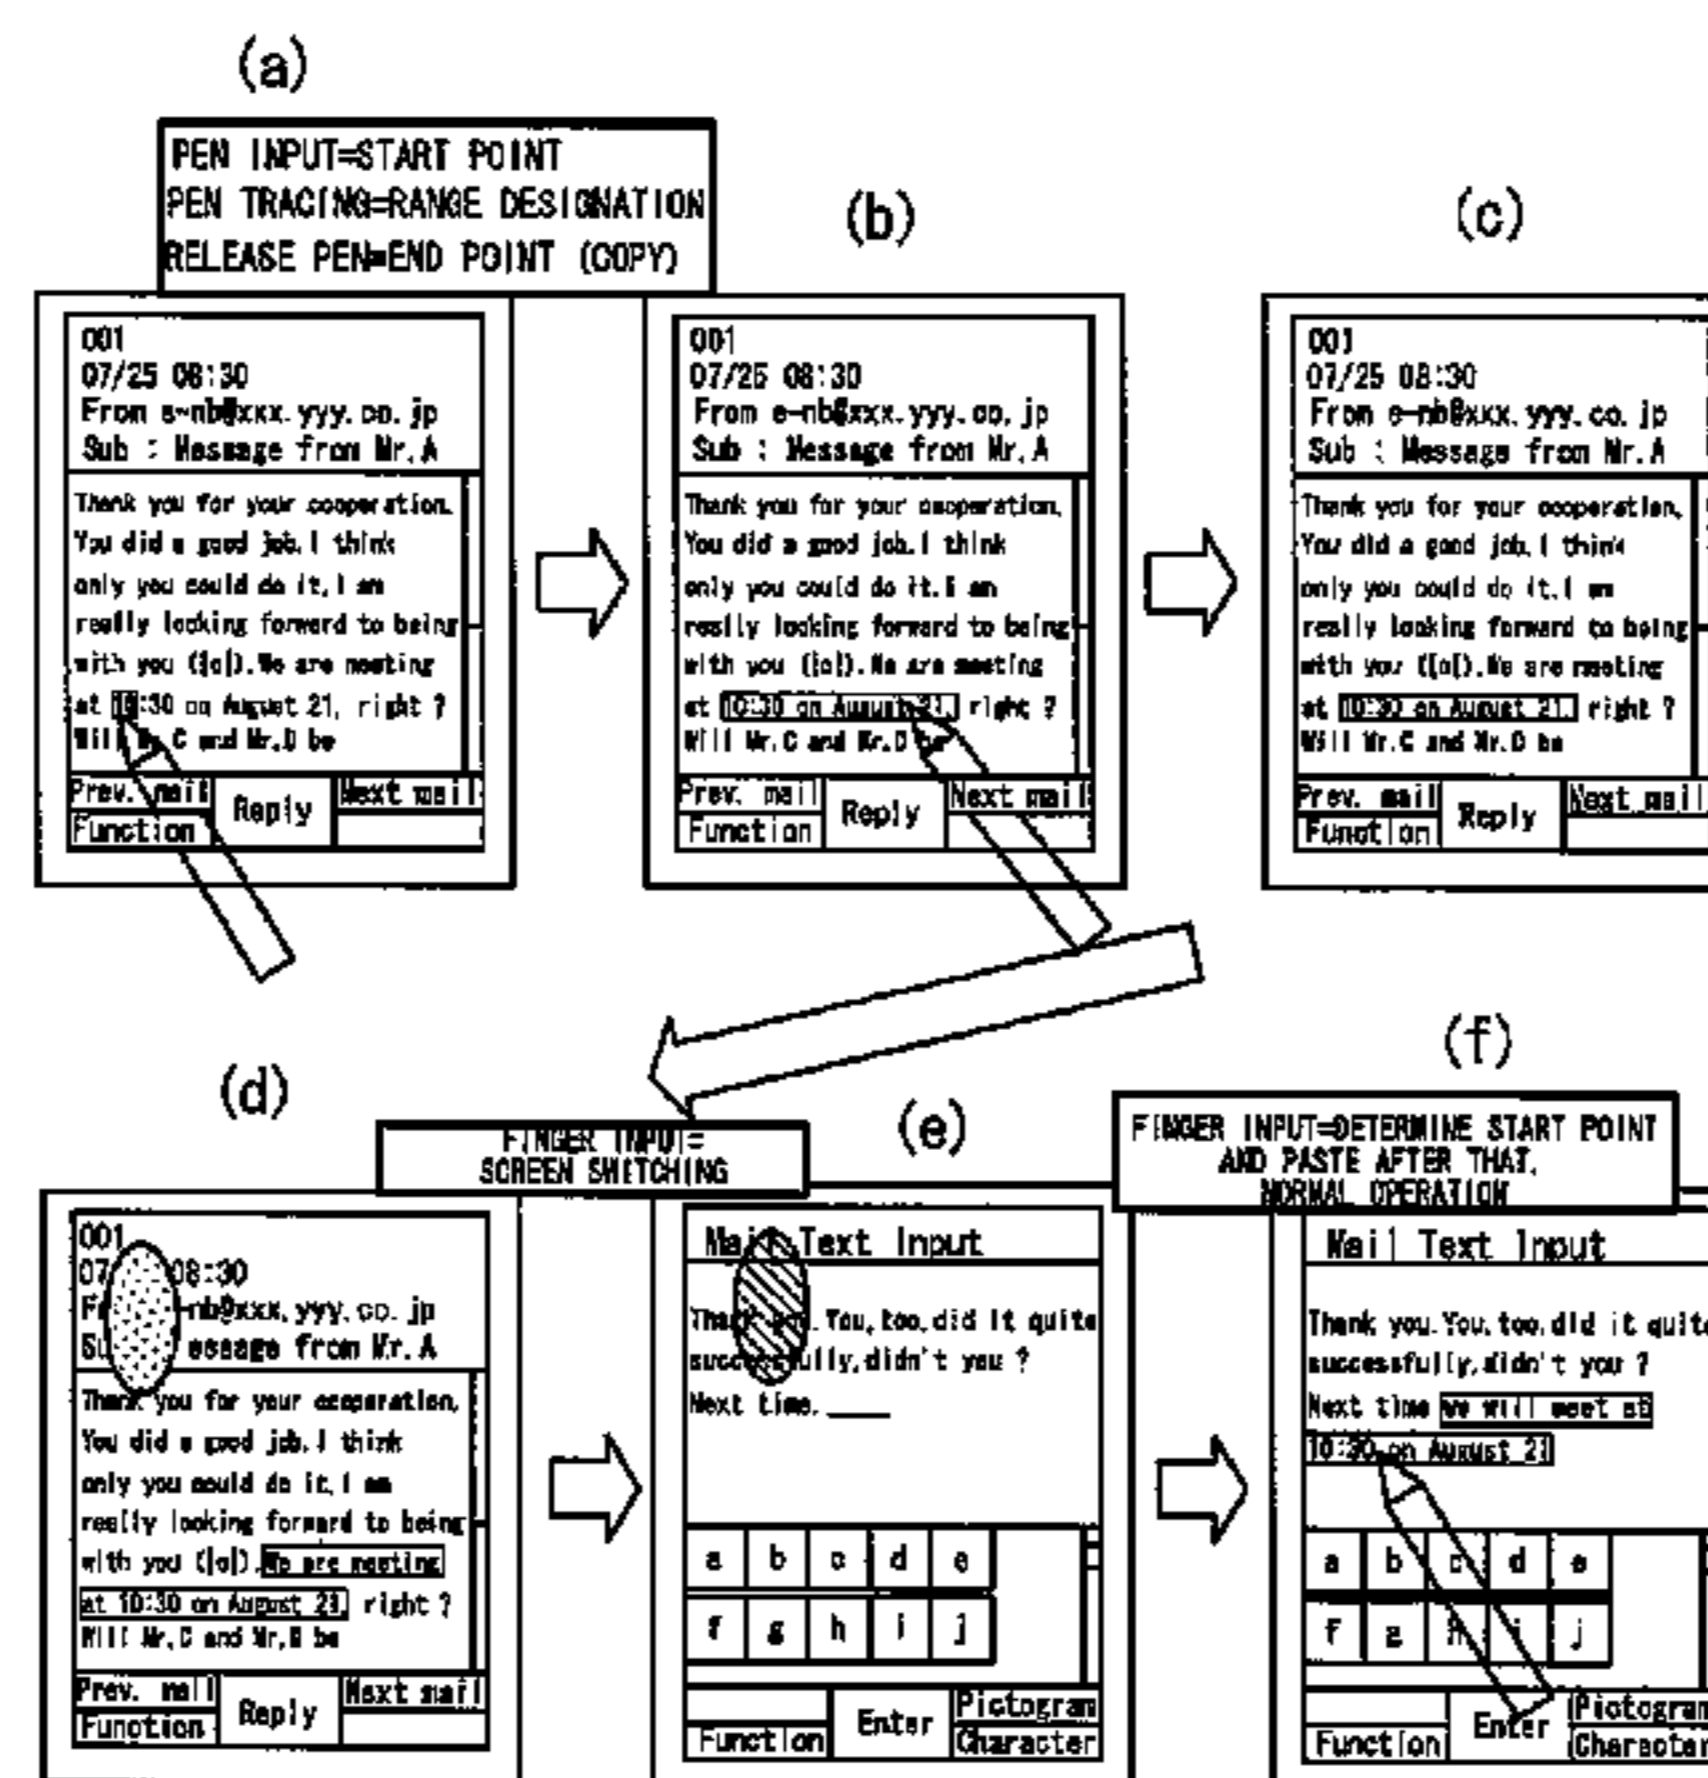 (a)
PEN INPUT=START POINT
PEN TRACING=RANGE DESIGNATION
RELEASE PEN=END POINT (COPY)
001
07/25 08:30
From e-nb@xxx.yyy.co.jp
Sub : Message from Mr.A
Thank you for your cooperation.
You did a good job.I think
only you could do it.I am
really looking forward to being
with you (|o|).We are meeting
at 10:30 on August 21, right ?
Will Mr.C and Mr.D be
Prev. mail
Reply
Next mail
Function
(b)
001
07/25 08:30
From e-nb@xxx.yyy.co.jp
Sub : Message from Mr.A
Thank you for your cooperation.
You did a good job.I think
only you could do it.I am
really looking forward to being
with you (|o|).We are meeting
at 10:30 on August 21, right ?
Will Mr.C and Mr.D be
Prev. mail
Reply
Next mail
Function
(c)
001
07/25 08:30
From e-nb@xxx.yyy.co.jp
Sub : Message from Mr.A
Thank you for your cooperation.
You did a good job.I think
only you could do it.I am
really looking forward to being
with you (|o|).We are meeting
at 10:30 on August 21, right ?
Will Mr.C and Mr.D be
Prev. mail
Reply
Next mail
Function
(d)
FINGER INPUT=
SCREEN SWITCHING
001
07 08:30
-nb@xxx.yyy.co.jp
essage from Mr.A
Thank you for your cooperation.
You did a good job.I think
only you could do it.I am
really looking forward to being
with you (|o|).We are meeting
at 10:30 on August 21, right ?
Will Mr.C and Mr.D be
Prev. mail
Reply
Next mail
Function
(e)
Mail Text Input
Thank you.You,too,did it quite
successfully,didn't you ?
Next time,
a b c d e
f g h i j
Enter
Pictogram
Function
Character
(f)
FINGER INPUT=DETERMINE START POINT
AND PASTE AFTER THAT,
NORMAL OPERATION
Mail Text Input
Thank you.You,too,did it quite
successfully,didn't you ?
Next time we will meet at
10:30 on August 21
a b c d e
f g h i j
Enter
Pictogram
Function
Character